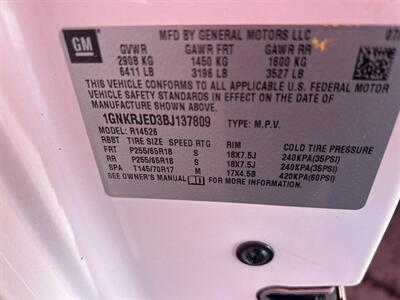 GM
MFD BY GENERAL MOTORS LLC
GVWR GAWR FRT GAWR RR
2908 KG 1450 KG 1600 KG
6411 LB 3196 LB 3527 LB
THIS VEHICLE CONFORMS TO ALL APPLICABLE U.S. FEDERAL MOTOR
VEHICLE SAFETY STANDARDS IN EFFECT ON THE DATE OF
MANUFACTURE SHOWN ABOVE.
1GNKRJED3BJ137809 TYPE: M.P.V.
MODEL: R14526
RBBT TIRE SIZE SPEED RTG RIM COLD TIRE PRESSURE
FRT P255/65R18 S 18X7.5J 240KPA(35PSI)
RR P255/65R18 S 18X7.5J 240KPA(35PSI)
SPA T145/70R17 M 17X4.5B 420KPA(60PSI)
SEE OWNER'S MANUAL FOR MORE INFORMATION.